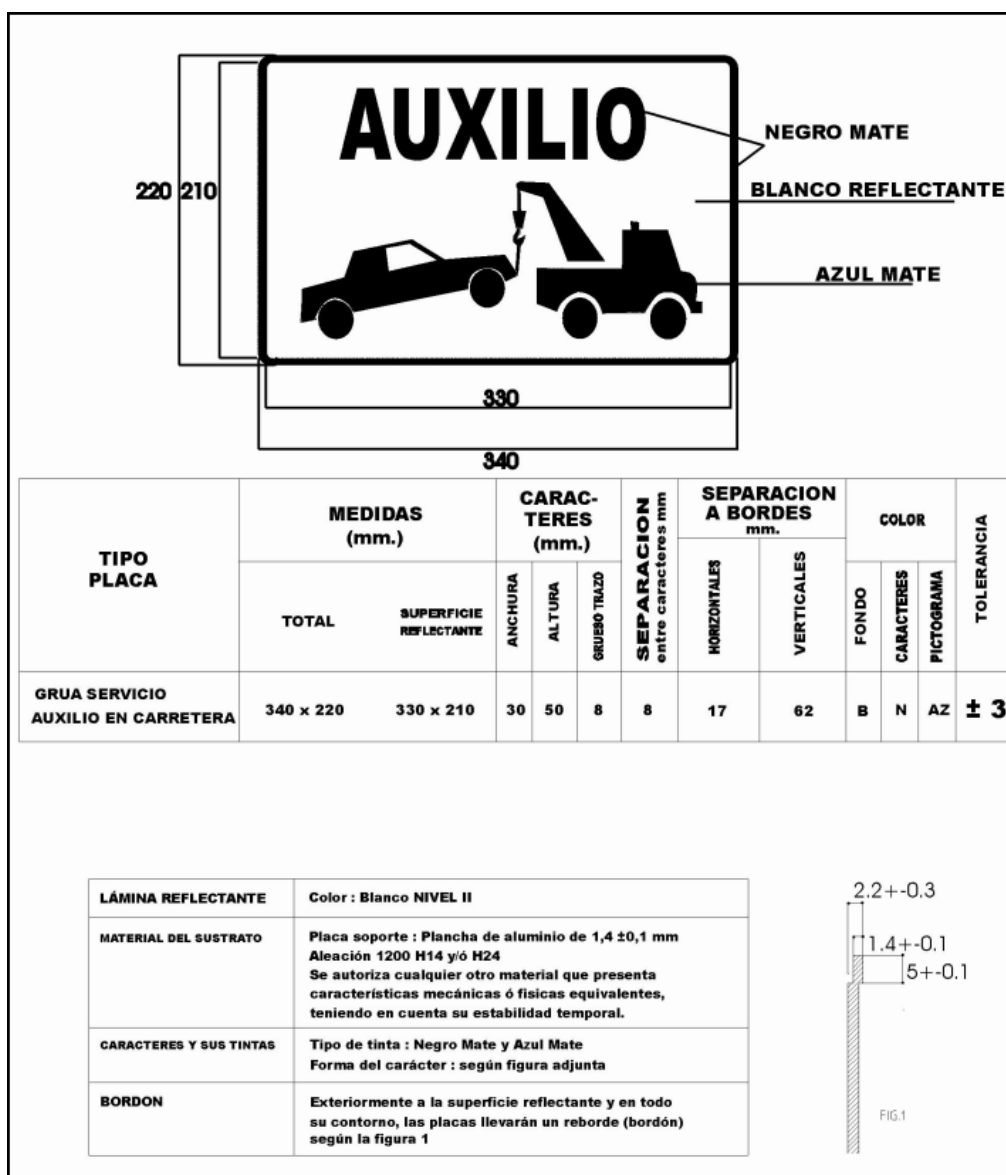 AUXILIO
NEGRO MATE
220
210
BLANCO REFLECTANTE
AZUL MATE
330
340
TIPO
PLACA
MEDIDAS
(mm.)
TOTAL
SUPERFICIE
REFLECTANTE
CARAC-
TERES
(mm.)
ANCHURA
ALTURA
GRUESO TRAZO
SEPARACION
entre caracteres mm
SEPARACION
A BORDES
mm.
HORIZONTALES
VERTICALES
COLOR
FONDO
CARACTERES
PICTOGRAMA
TOLERANCIA
GRUA SERVICIO
AUXILIO EN CARRETERA
340 x 220
330 x 210
30
50
8
8
17
62
B
N
AZ
± 3
LÁMINA REFLECTANTE
Color : Blanco NIVEL II
MATERIAL DEL SUSTRATO
Placa soporte : Plancha de aluminio de 1,4 ±0,1 mm
Aleación 1200 H14 y/ó H24
Se autoriza cualquier otro material que presenta
características mecánicas ó fisicas equivalentes,
teniendo en cuenta su estabilidad temporal.
CARACTERES Y SUS TINTAS
Tipo de tinta : Negro Mate y Azul Mate
Forma del carácter : según figura adjunta
BORDON
Exteriormente a la superficie reflectante y en todo
su contorno, las placas llevarán un reborde (bordón)
según la figura 1
2.2+-0.3
1.4+-0.1
5+-0.1
FIG.1